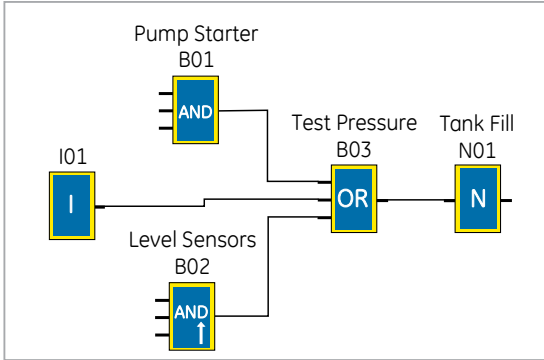 Pump Starter
B01
AND
Test Pressure
B03
OR
Tank Fill
N01
N
I01
I
Level Sensors
B02
AND